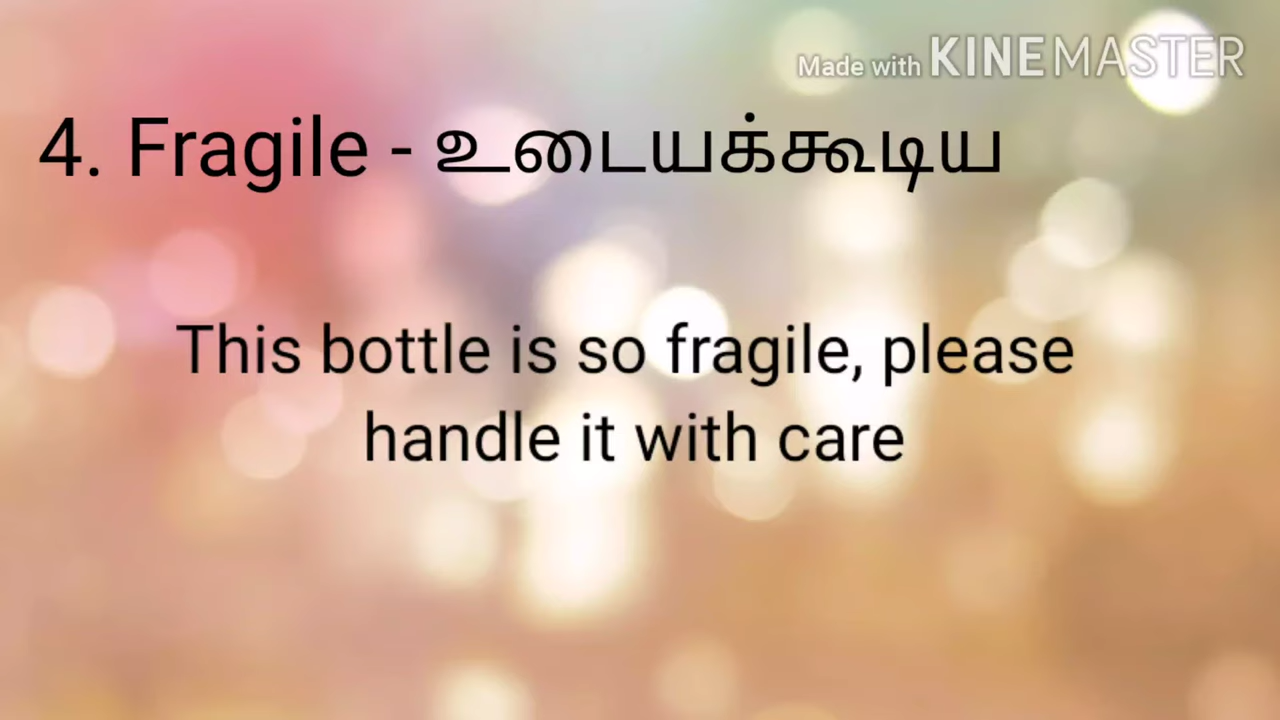 Made with KINEMASTER
4. Fragile - உடையக்கூடிய
This bottle is so fragile, please
handle it with care